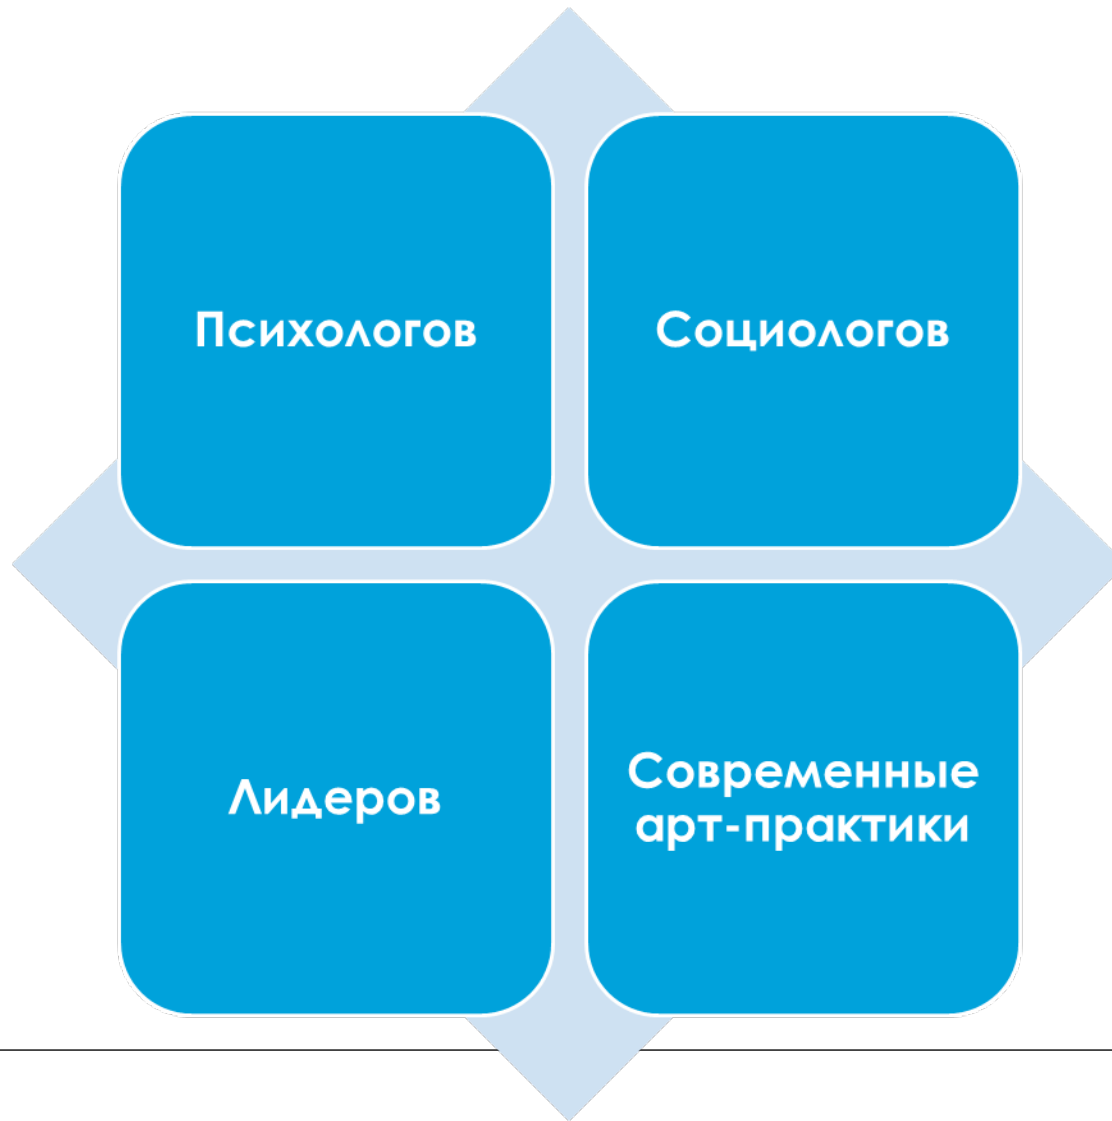 Психологов
Социологов
Лидеров
Современные
арт-практики